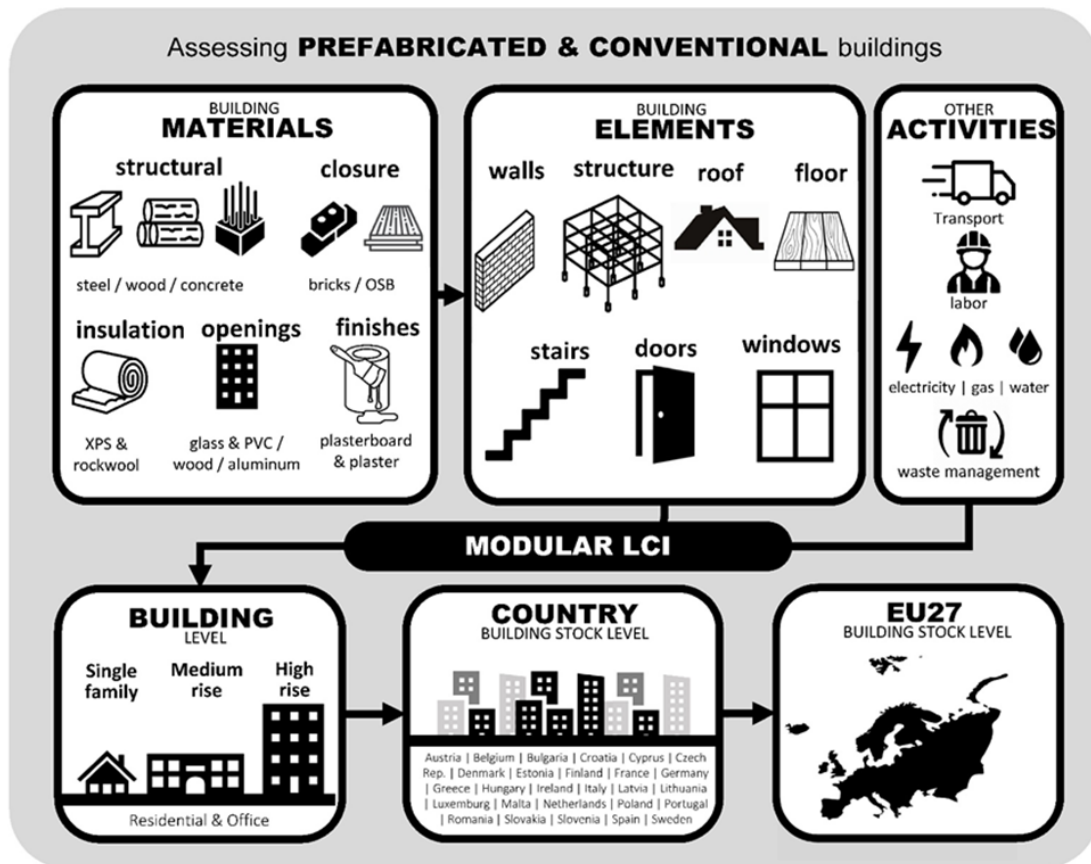 Assessing PREFABRICATED & CONVENTIONAL buildings
BUILDING
MATERIALS
structural
closure
steel / wood / concrete
bricks / OSB
insulation
openings
finishes
XPS &
rockwool
glass & PVC /
wood / aluminum
plasterboard
& plaster
BUILDING
ELEMENTS
walls
structure
roof
floor
stairs
doors
windows
OTHER
ACTIVITIES
Transport
labor
electricity | gas | water
waste management
MODULAR LCI
BUILDING
LEVEL
Single
family
Medium
rise
High
rise
Residential & Office
COUNTRY
BUILDING STOCK LEVEL
Austria | Belgium | Bulgaria | Croatia | Cyprus | Czech
Rep. | Denmark | Estonia | Finland | France | Germany
| Greece | Hungary | Ireland | Italy | Latvia | Lithuania
| Luxemburg | Malta | Netherlands | Poland | Portugal
| Romania | Slovakia | Slovenia | Spain | Sweden
EU27
BUILDING STOCK LEVEL